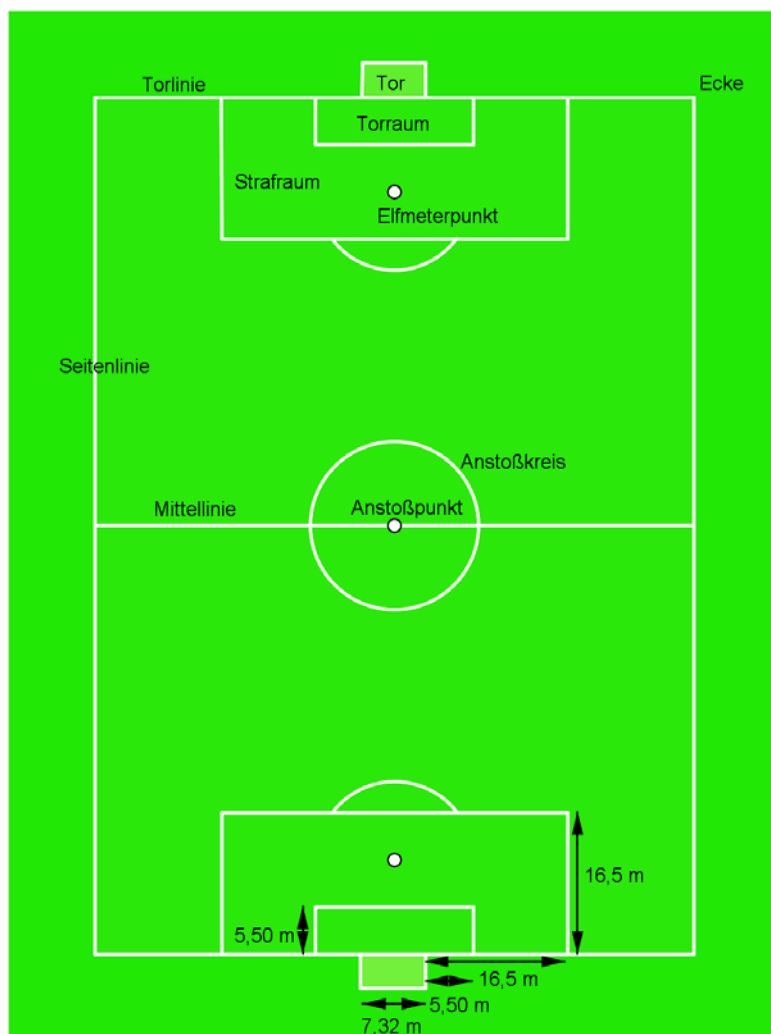 Tor
Torlinie
Ecke
Torraum
Strafraum
Elfmeterpunkt
Seitenlinie
Anstoßkreis
Mittellinie
Anstoßpunkt
16,5 m
5,50 m
16,5 m
5,50 m
7,32 m